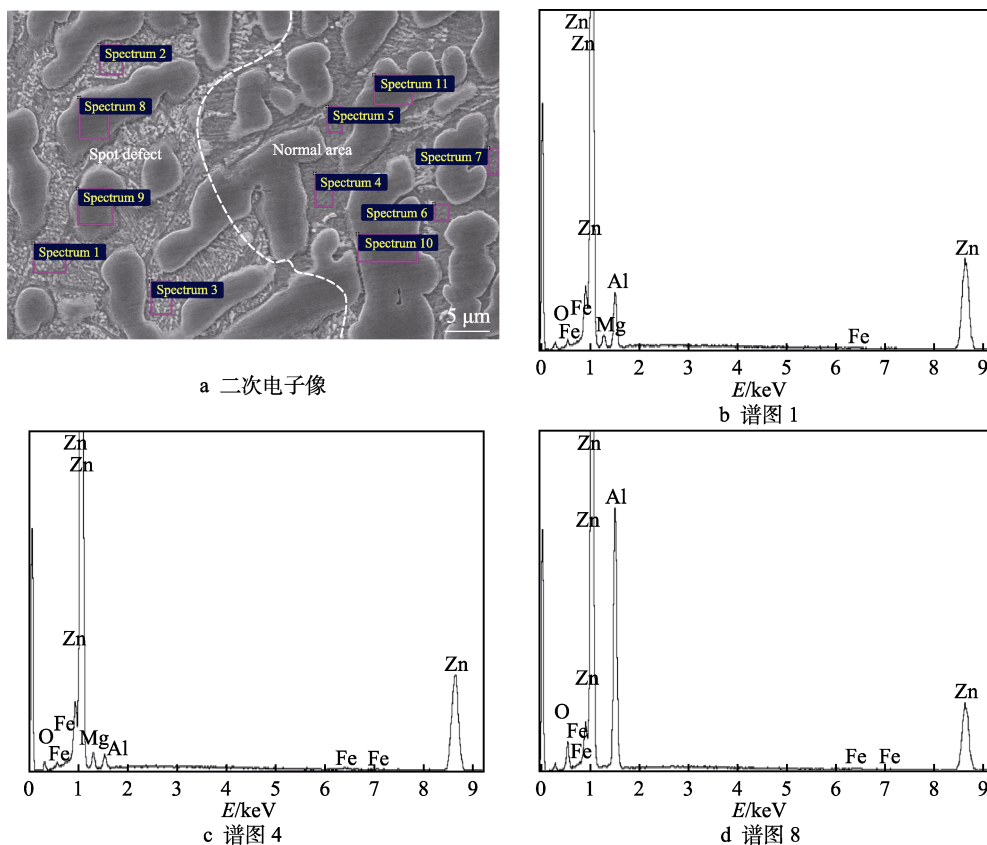 Spectrum 2
Spectrum 8
Spectrum 11
Spectrum 5
Spot defect
Normal area
Spectrum 7
Spectrum 4
Spectrum 9
Spectrum 6
Spectrum 1
Spectrum 10
Spectrum 3
5 μm
a 二次电子像
Zn
Zn
Zn
Zn
Al
O
Fe
Fe
Mg
Fe
0 1 2 3 4 5 6 7 8 9
E/keV
b 谱图 1
Zn
Zn
Zn
Zn
Fe
O
Fe
Mg
Al
Fe
Fe
0 1 2 3 4 5 6 7 8 9
E/keV
c 谱图 4
Zn
Al
Zn
Zn
Zn
O
Fe
Fe
Fe
Fe
0 1 2 3 4 5 6 7 8 9
E/keV
d 谱图 8